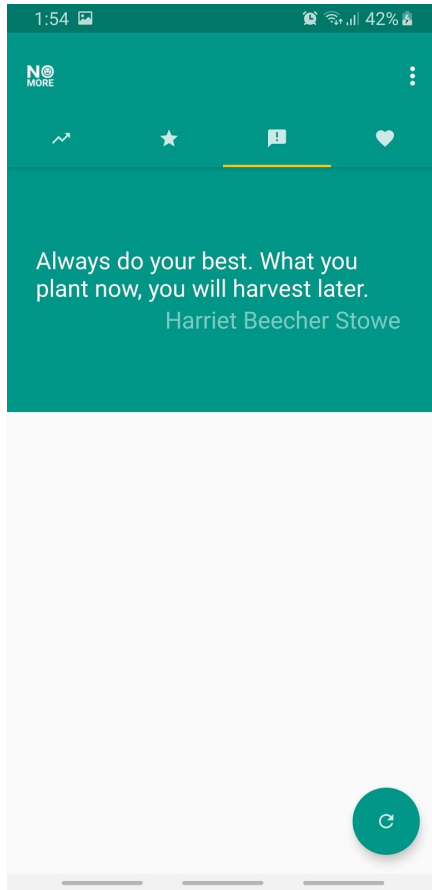 1:54
42%
NO
MORE
Always do your best. What you
plant now, you will harvest later.
Harriet Beecher Stowe